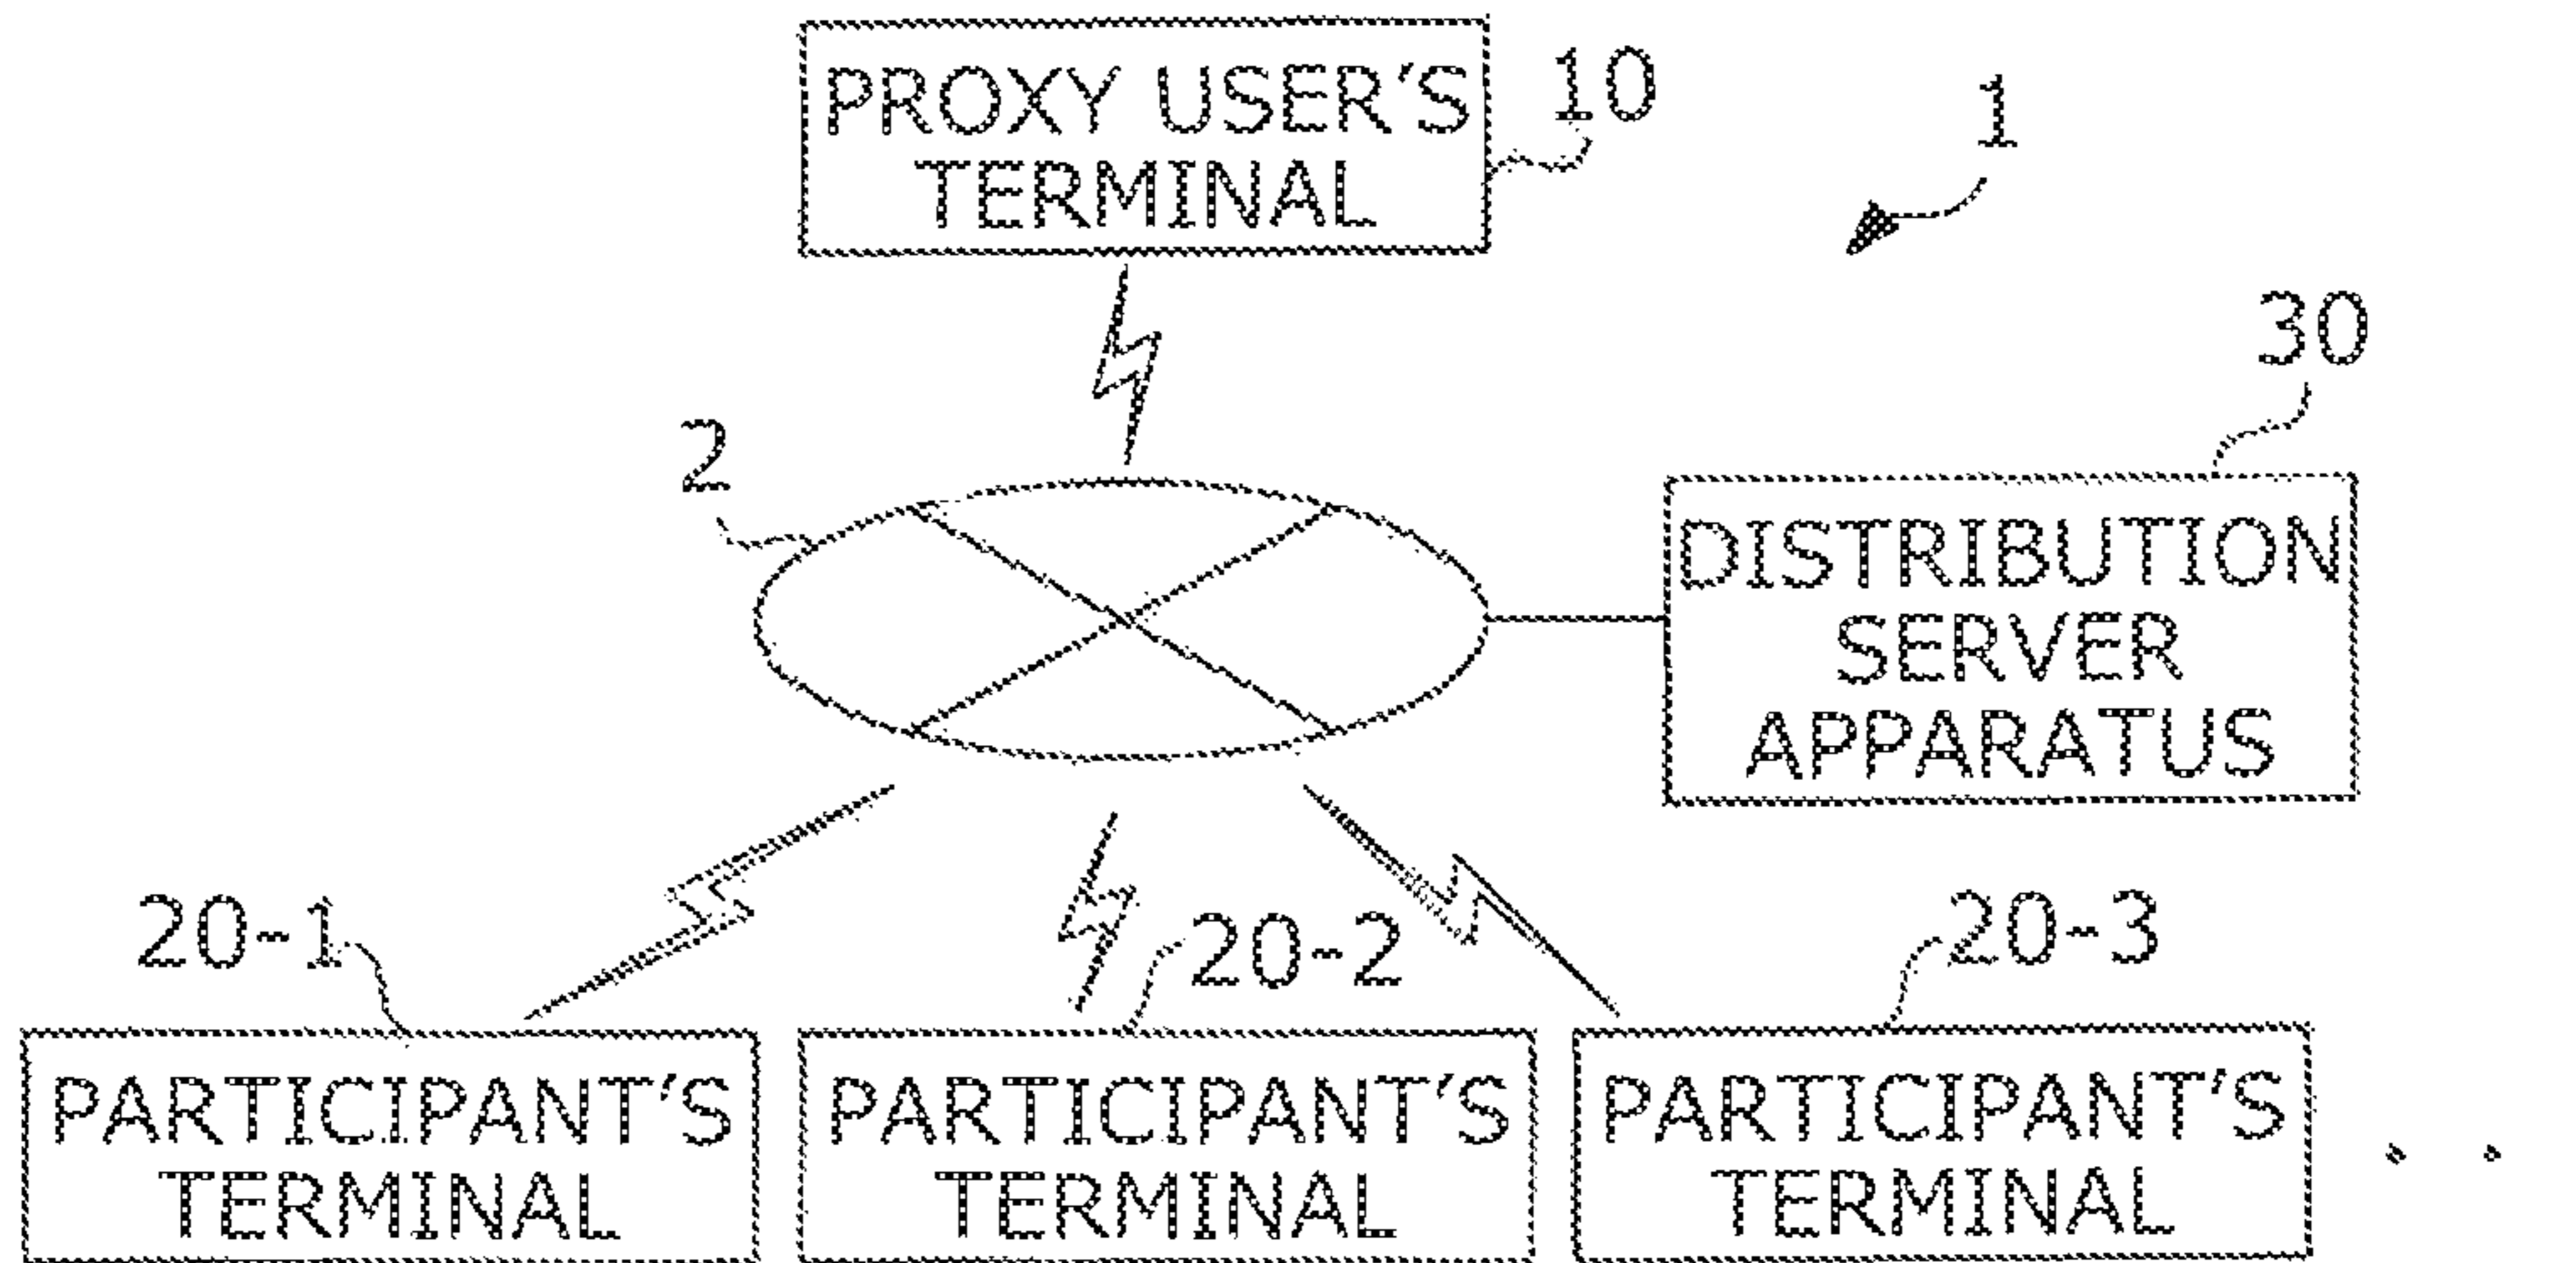 PROXY USER'S
TERMINAL
10
1
30
2
DISTRIBUTION
SERVER
APPARATUS
20-1
20-2
20-3
PARTICIPANT'S
TERMINAL
PARTICIPANT'S
TERMINAL
PARTICIPANT'S
TERMINAL